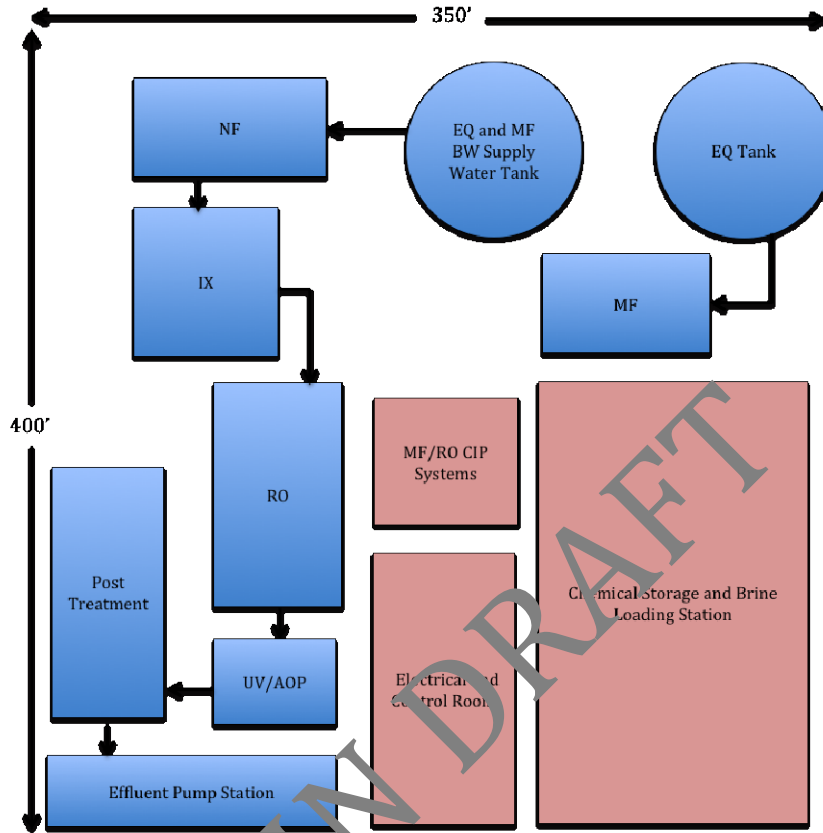 350'
NF
EQ and MF
BW Supply
Water Tank
EQ Tank
IX
MF
400'
MF/RO CIP
Systems
RO
Post
Treatment
Chemical Storage and Brine
Loading Station
UV/AOP
Electrical and
Control Room
Effluent Pump Station
N DRAFT